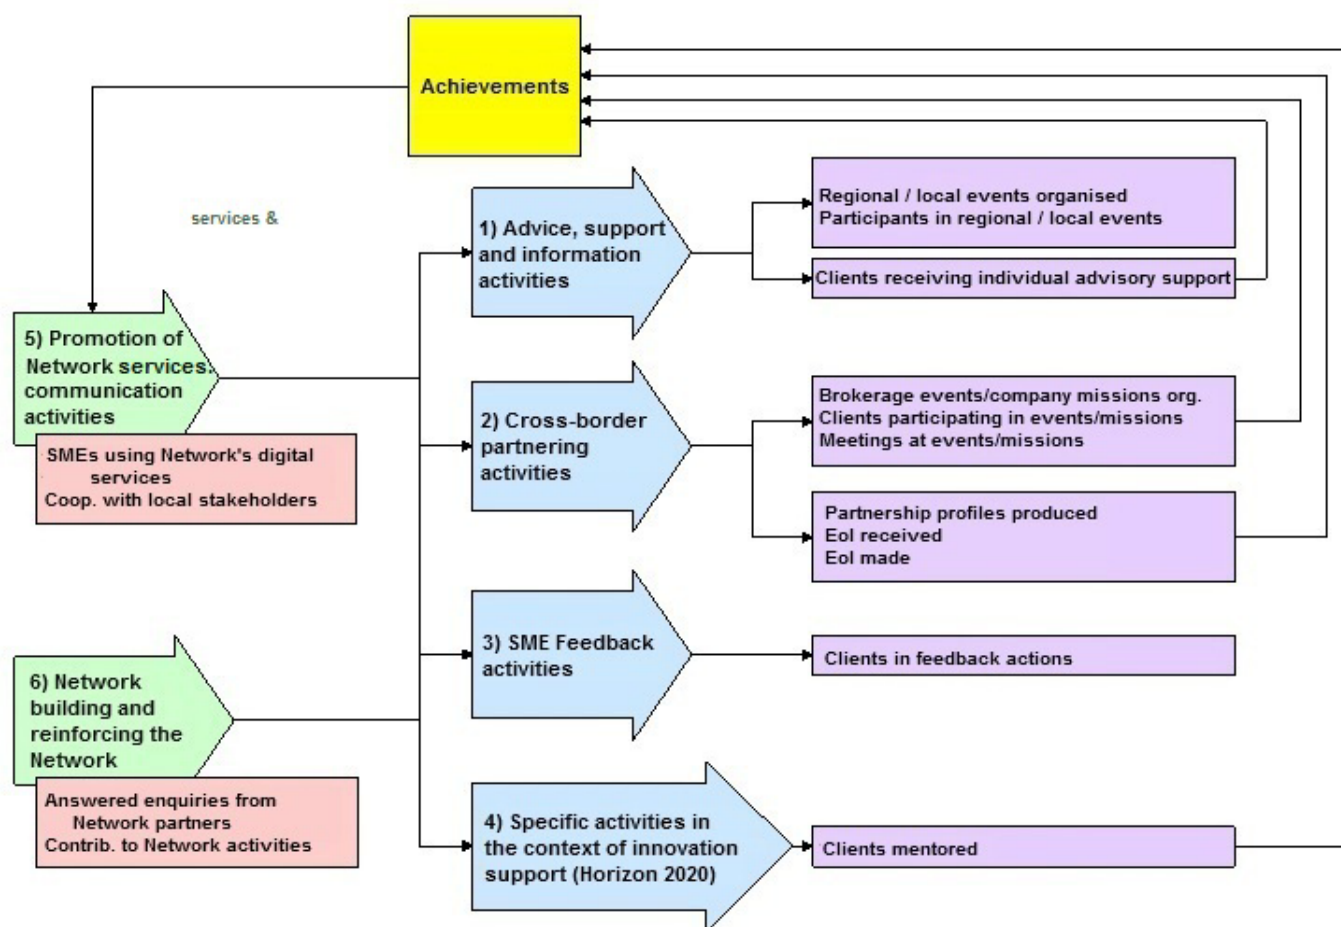 Achievements
services &
1) Advice, support
and information
activities
Regional / local events organised
Participants in regional / local events
Clients receiving individual advisory support
5) Promotion of
Network services.
communication
activities
SMEs using Network's digital
services
Coop. with local stakeholders
2) Cross-border
partnering
activities
Brokerage events/company missions org.
Clients participating in events/missions
Meetings at events/missions
Partnership profiles produced
EoI received
EoI made
3) SME Feedback
activities
Clients in feedback actions
6) Network
building and
reinforcing the
Network
Answered enquiries from
Network partners
Contrib. to Network activities
4) Specific activities in
the context of innovation
support (Horizon 2020)
Clients mentored